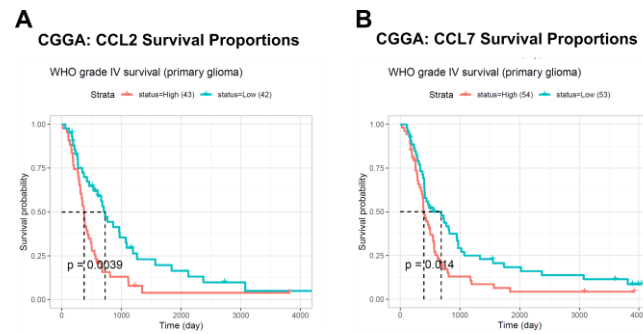 A
CGGA: CCL2 Survival Proportions
WHO grade IV survival (primary glioma)
Strata status=High (43) status=Low (42)
1.00
0.75
0.50
0.25
0.00
Survival probability
p = 0.0039
0 1000 2000 3000 4000
Time (day)
B
CGGA: CCL7 Survival Proportions
WHO grade IV survival (primary glioma)
Strata status=High (54) status=Low (53)
1.00
0.75
0.50
0.25
0.00
Survival probability
p = 0.014
0 1000 2000 3000 400
Time (day)